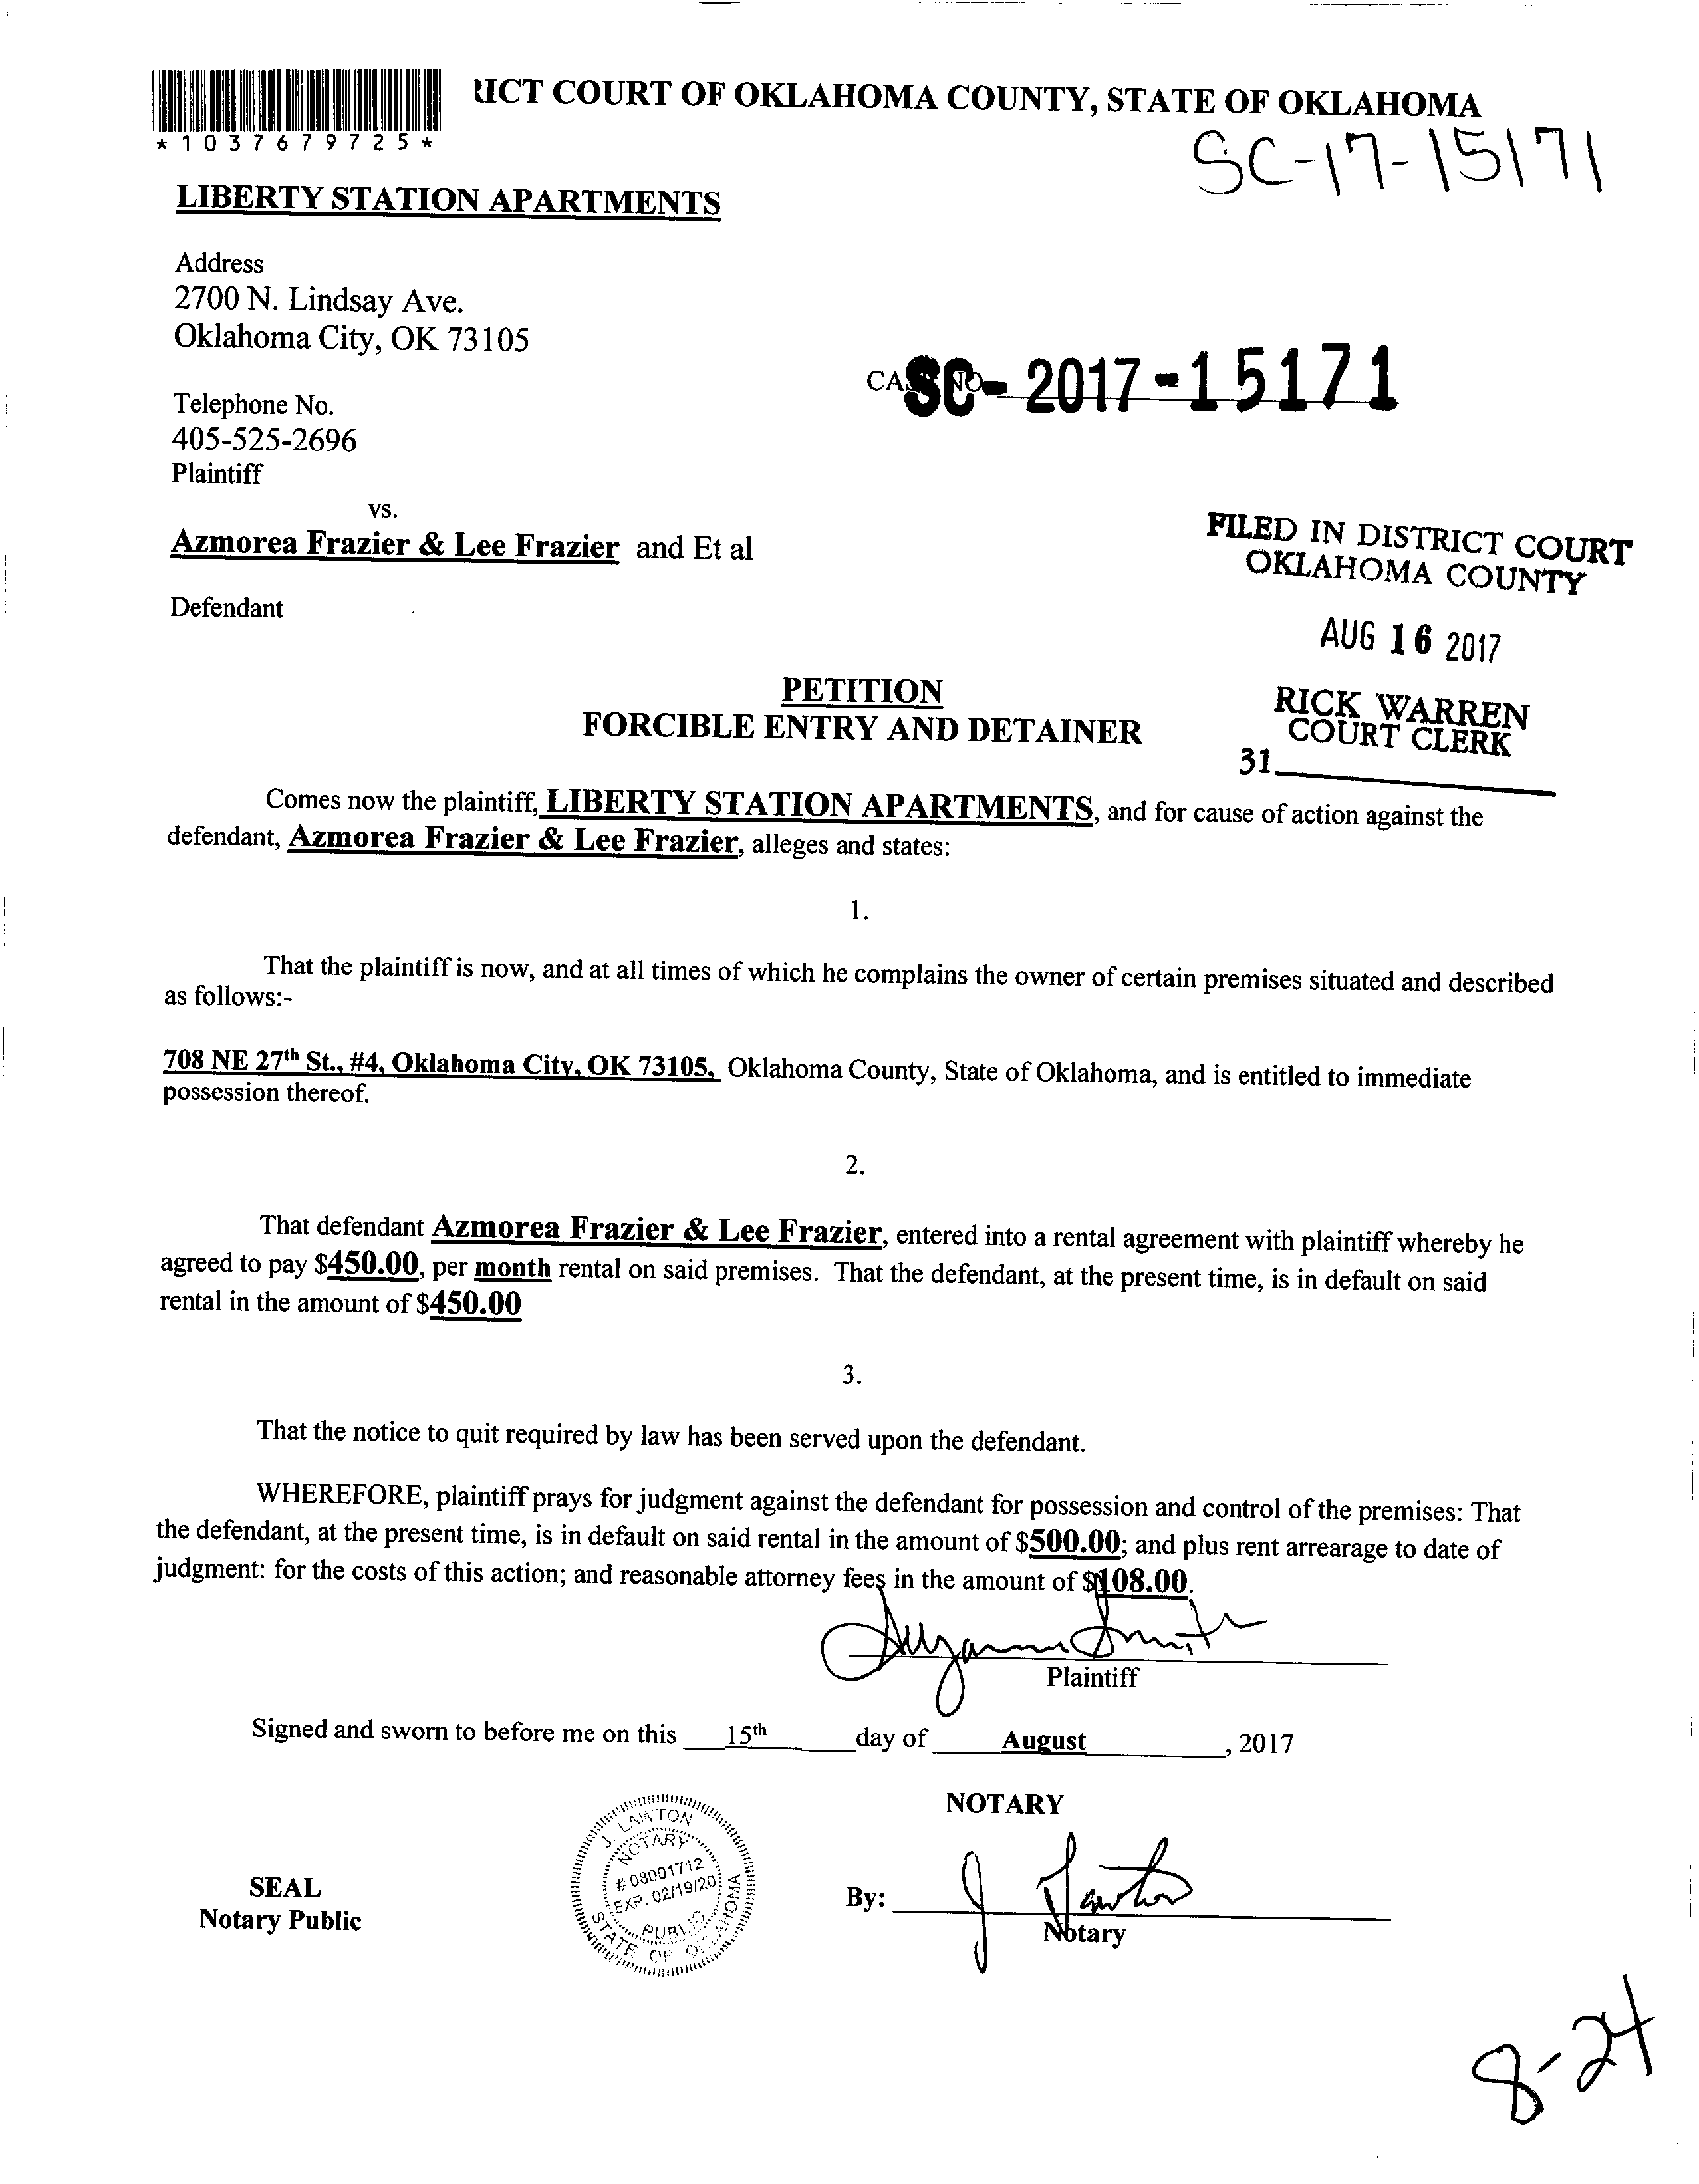 UCT COURT OF OKLAHOMA COUNTY, STATE OF OKLAHOMA
*1037679725*
SC-17-15171
LIBERTY STATION APARTMENTS
Address
2700 N. Lindsay Ave.
Oklahoma City, OK 73105
SC-2017-15171
Telephone No.
405-525-2696
Plaintiff
vs.
Azmorea Frazier & Lee Frazier and Et al
Defendant
FILED IN DISTRICT COURT
OKLAHOMA COUNTY
AUG 16 2017
RICK WARREN
COURT CLERK
31
PETITION
FORCIBLE ENTRY AND DETAINER
Comes now the plaintiff, LIBERTY STATION APARTMENTS, and for cause of action against the
defendant, Azmorea Frazier & Lee Frazier, alleges and states:
1.
That the plaintiff is now, and at all times of which he complains the owner of certain premises situated and described
as follows:-
708 NE 27th St., #4, Oklahoma City, OK 73105, Oklahoma County, State of Oklahoma, and is entitled to immediate
possession thereof.
2.
That defendant Azmorea Frazier & Lee Frazier, entered into a rental agreement with plaintiff whereby he
agreed to pay $450.00, per month rental on said premises. That the defendant, at the present time, is in default on said
rental in the amount of $450.00
3.
That the notice to quit required by law has been served upon the defendant.
WHEREFORE, plaintiff prays for judgment against the defendant for possession and control of the premises: That
the defendant, at the present time, is in default on said rental in the amount of $500.00; and plus rent arrearage to date of
judgment: for the costs of this action; and reasonable attorney fees in the amount of $108.00.
Suzanne Smith
Plaintiff
Signed and sworn to before me on this 15th day of August, 2017
NOTARY
J. LAWTON
NOTARY
# 08001712
EXP. 02/19/20
PUBLIC
STATE OF OKLAHOMA
SEAL
Notary Public
By: J Lawton
Notary
8-24